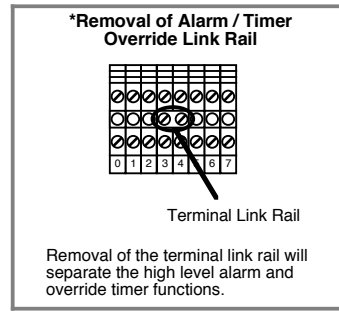 *Removal of Alarm / Timer
Override Link Rail
0 1 2 3 4 5 6 7
Terminal Link Rail
Removal of the terminal link rail will
separate the high level alarm and
override timer functions.